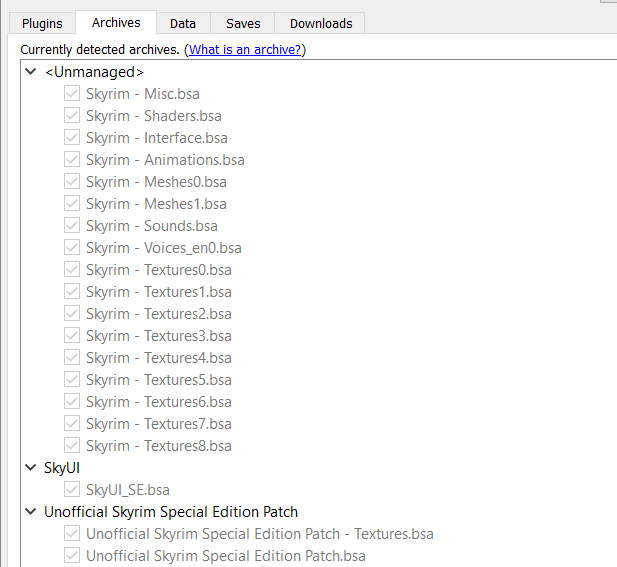 Plugins Archives Data Saves Downloads
Currently detected archives. (What is an archive?)
<Unmanaged>
Skyrim - Misc.bsa
Skyrim - Shaders.bsa
Skyrim - Interface.bsa
Skyrim - Animations.bsa
Skyrim - Meshes0.bsa
Skyrim - Meshes1.bsa
Skyrim - Sounds.bsa
Skyrim - Voices_en0.bsa
Skyrim - Textures0.bsa
Skyrim - Textures1.bsa
Skyrim - Textures2.bsa
Skyrim - Textures3.bsa
Skyrim - Textures4.bsa
Skyrim - Textures5.bsa
Skyrim - Textures6.bsa
Skyrim - Textures7.bsa
Skyrim - Textures8.bsa
SkyUI
SkyUI_SE.bsa
Unofficial Skyrim Special Edition Patch
Unofficial Skyrim Special Edition Patch - Textures.bsa
Unofficial Skyrim Special Edition Patch.bsa